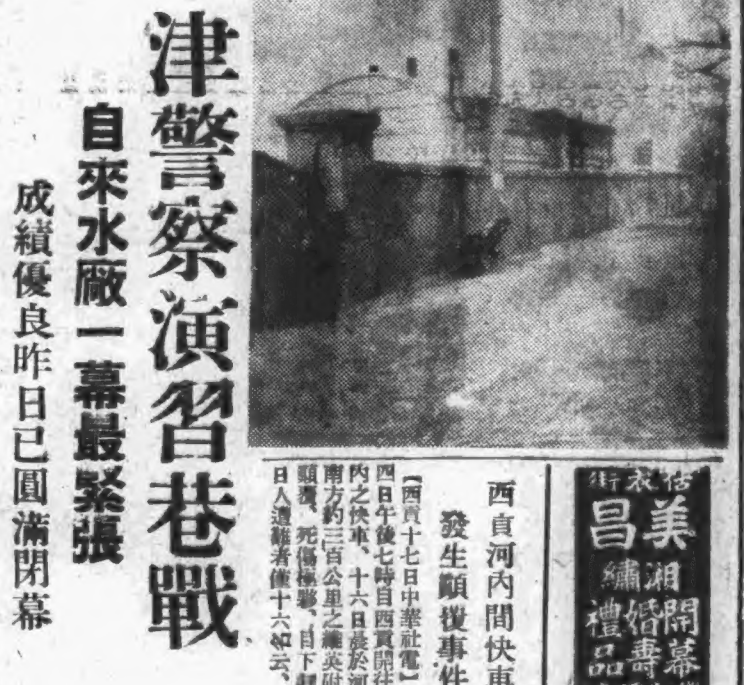 津警察演習巷戰
自來水廠一幕最緊張
成績優良昨日已圓滿閉幕
西貢河內間快車
發生顚覆事件
【西貢十七日中華社電】
四日午後七時自西貢開往
內之快車、十六日晨於河
南方約三百公里之
顚覆、死傷極夥、目下
日人遭難者僅十六名云、
估衣街
美昌
湘繡
開幕
婚壽
禮品